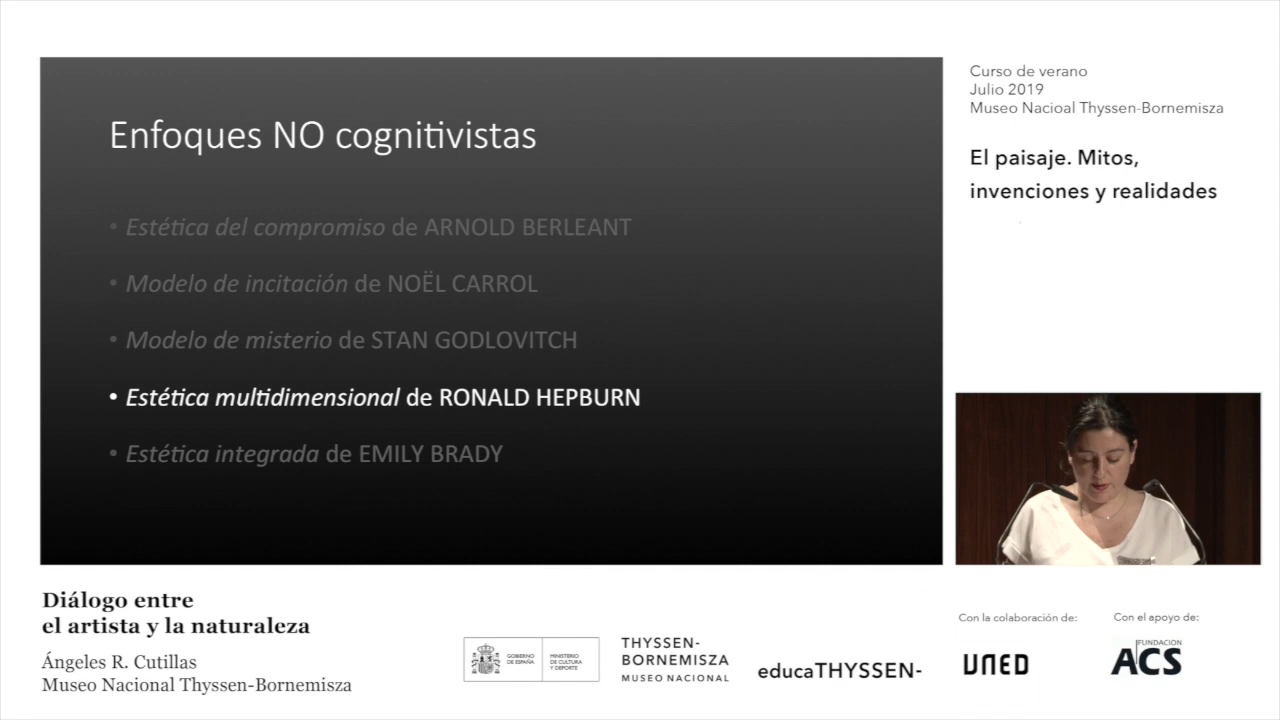 Enfoques NO cognitivistas
• Estética del compromiso de ARNOLD BERLEANT
• Modelo de incitación de NOËL CARROL
• Modelo de misterio de STAN GODLOVITCH
• Estética multidimensional de RONALD HEPBURN
• Estética integrada de EMILY BRADY
Curso de verano
Julio 2019
Museo Nacioal Thyssen-Bornemisza
El paisaje. Mitos,
invenciones y realidades
Diálogo entre
el artista y la naturaleza
Ángeles R. Cutillas
Museo Nacional Thyssen-Bornemisza
GOBIERNO
DE ESPAÑA
MINISTERIO
DE CULTURA
Y DEPORTE
THYSSEN-
BORNEMISZA
MUSEO NACIONAL
educaTHYSSEN-
Con la colaboración de:
UNED
Con el apoyo de:
FUNDACION
ACS